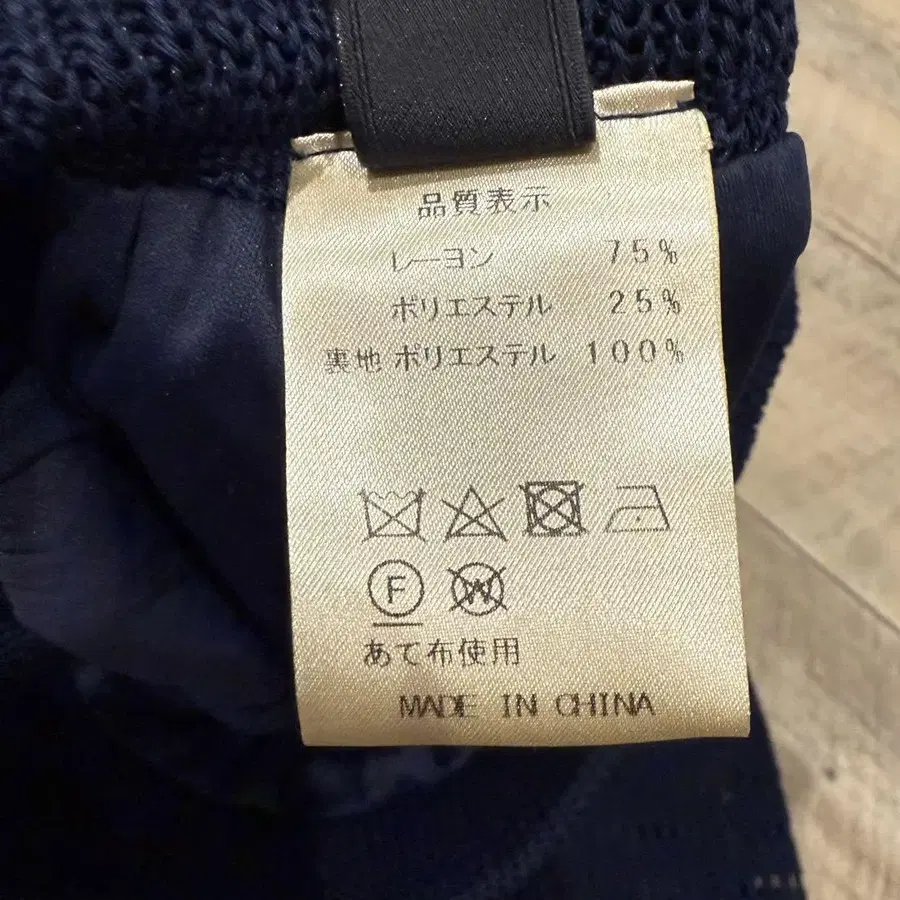 品質表示
レーヨン 75%
ポリエステル 25%
裏地 ポリエステル 100%
F W
あて布使用
MADE IN CHINA